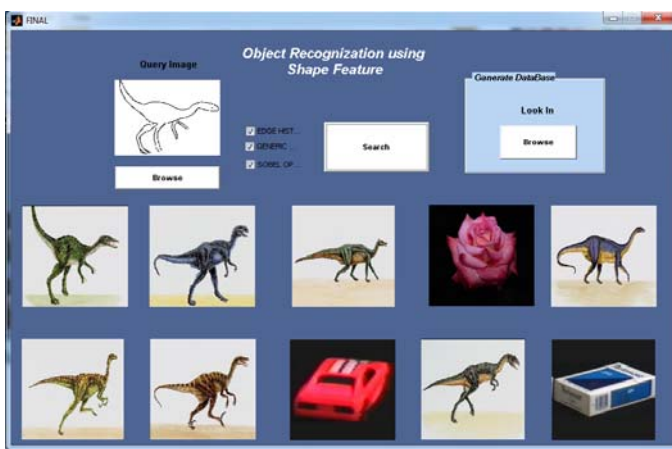 FINAL
Object Recognization using
Shape Feature
Query Image
Generate DataBase
Look In
EDGE HIST...
GENERIC ...
SOBEL OP...
Search
Browse
Browse